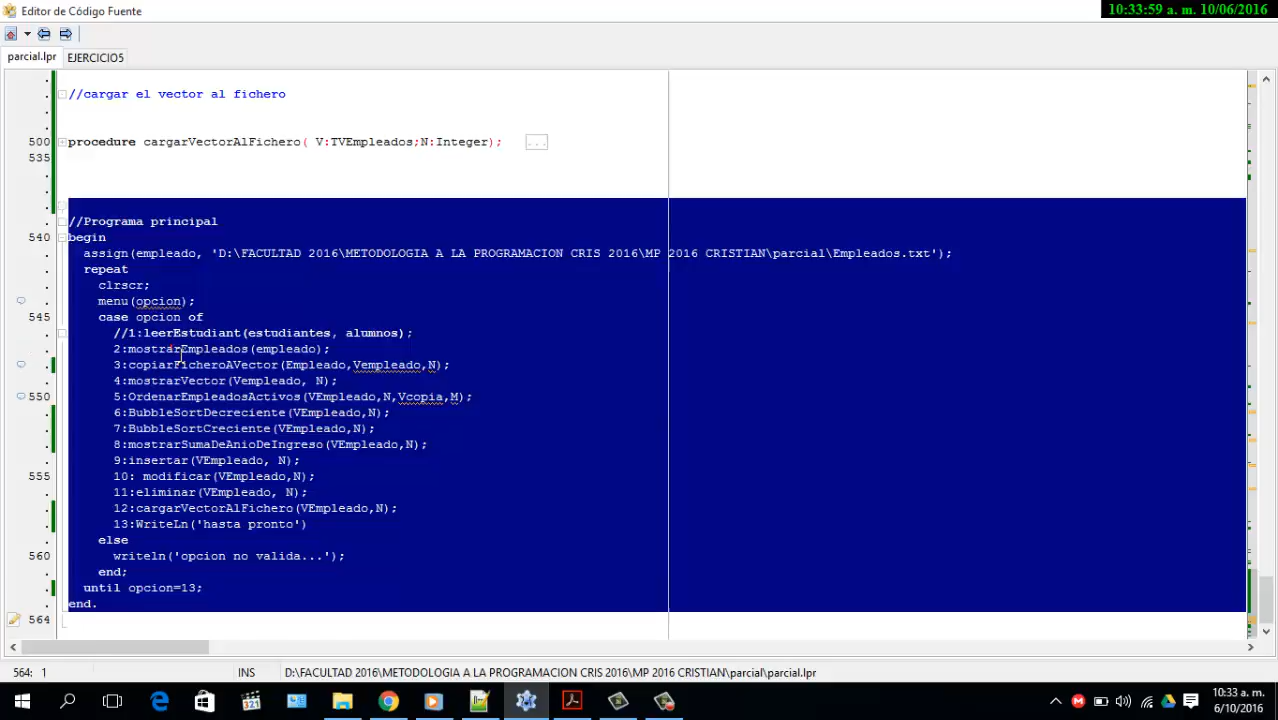 Editor de Código Fuente
10:33:59 a. m. 10/06/2016
parcial.lpr EJERCICIO5
//cargar el vector al fichero
500 procedure cargarVectorAlFichero( V:TVEmpleados;N:Integer); ...
535
//Programa principal
540 begin
assign(empleado, 'D:\FACULTAD 2016\METODOLOGIA A LA PROGRAMACION CRIS 2016\MP 2016 CRISTIAN\parcial\Empleados.txt');
repeat
clrscr;
menu(opcion);
545 case opcion of
//1:leerEstudiant(estudiantes, alumnos);
2:mostrarEmpleados(empleado);
3:copiarFicheroAVector(Empleado,Vempleado,N);
4:mostrarVector(Vempleado, N);
550 5:OrdenarEmpleadosActivos(VEmpleado,N,Vcopia,M);
6:BubbleSortDecreciente(VEmpleado,N);
7:BubbleSortCreciente(VEmpleado,N);
8:mostrarSumaDeAnioDeIngreso(VEmpleado,N);
9:insertar(VEmpleado, N);
555 10: modificar(VEmpleado,N);
11:eliminar(VEmpleado, N);
12:cargarVectorAlFichero(VEmpleado,N);
13:WriteLn('hasta pronto')
else
560 writeln('opcion no valida...');
end;
until opcion=13;
end.
564
564: 1 INS D:\FACULTAD 2016\METODOLOGIA A LA PROGRAMACION CRIS 2016\MP 2016 CRISTIAN\parcial\parcial.lpr
321
10:33 a. m.
6/10/2016